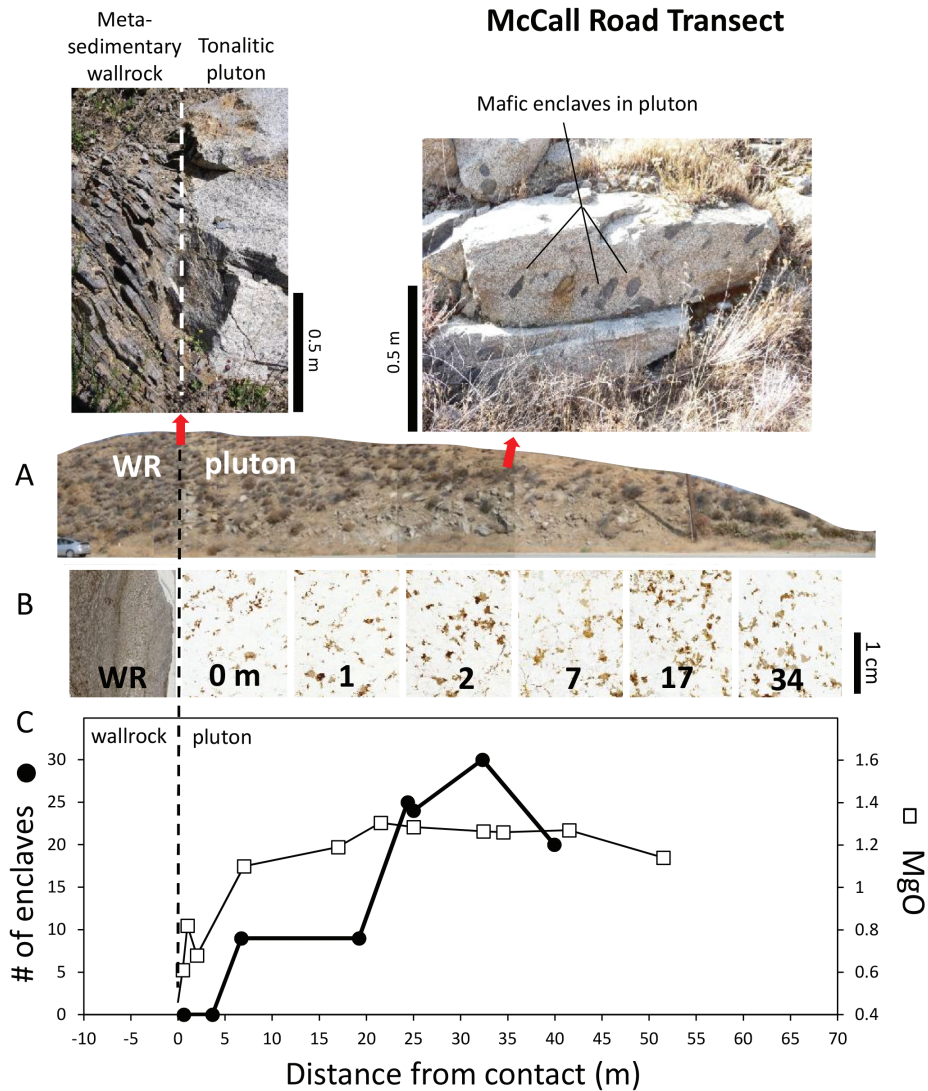 McCall Road Transect
Meta-
sedimentary
wallrock
Tonalitic
pluton
Mafic enclaves in pluton
0.5 m
0.5 m
A
WR
pluton
B
WR
0 m
1
2
7
17
34
1 cm
C
wallrock
pluton
# of enclaves
30
25
20
15
10
5
0
1.6
1.4
1.2
1
0.8
0.6
0.4
MgO
-10 -5 0 5 10 15 20 25 30 35 40 45 50 55 60 65 70
Distance from contact (m)